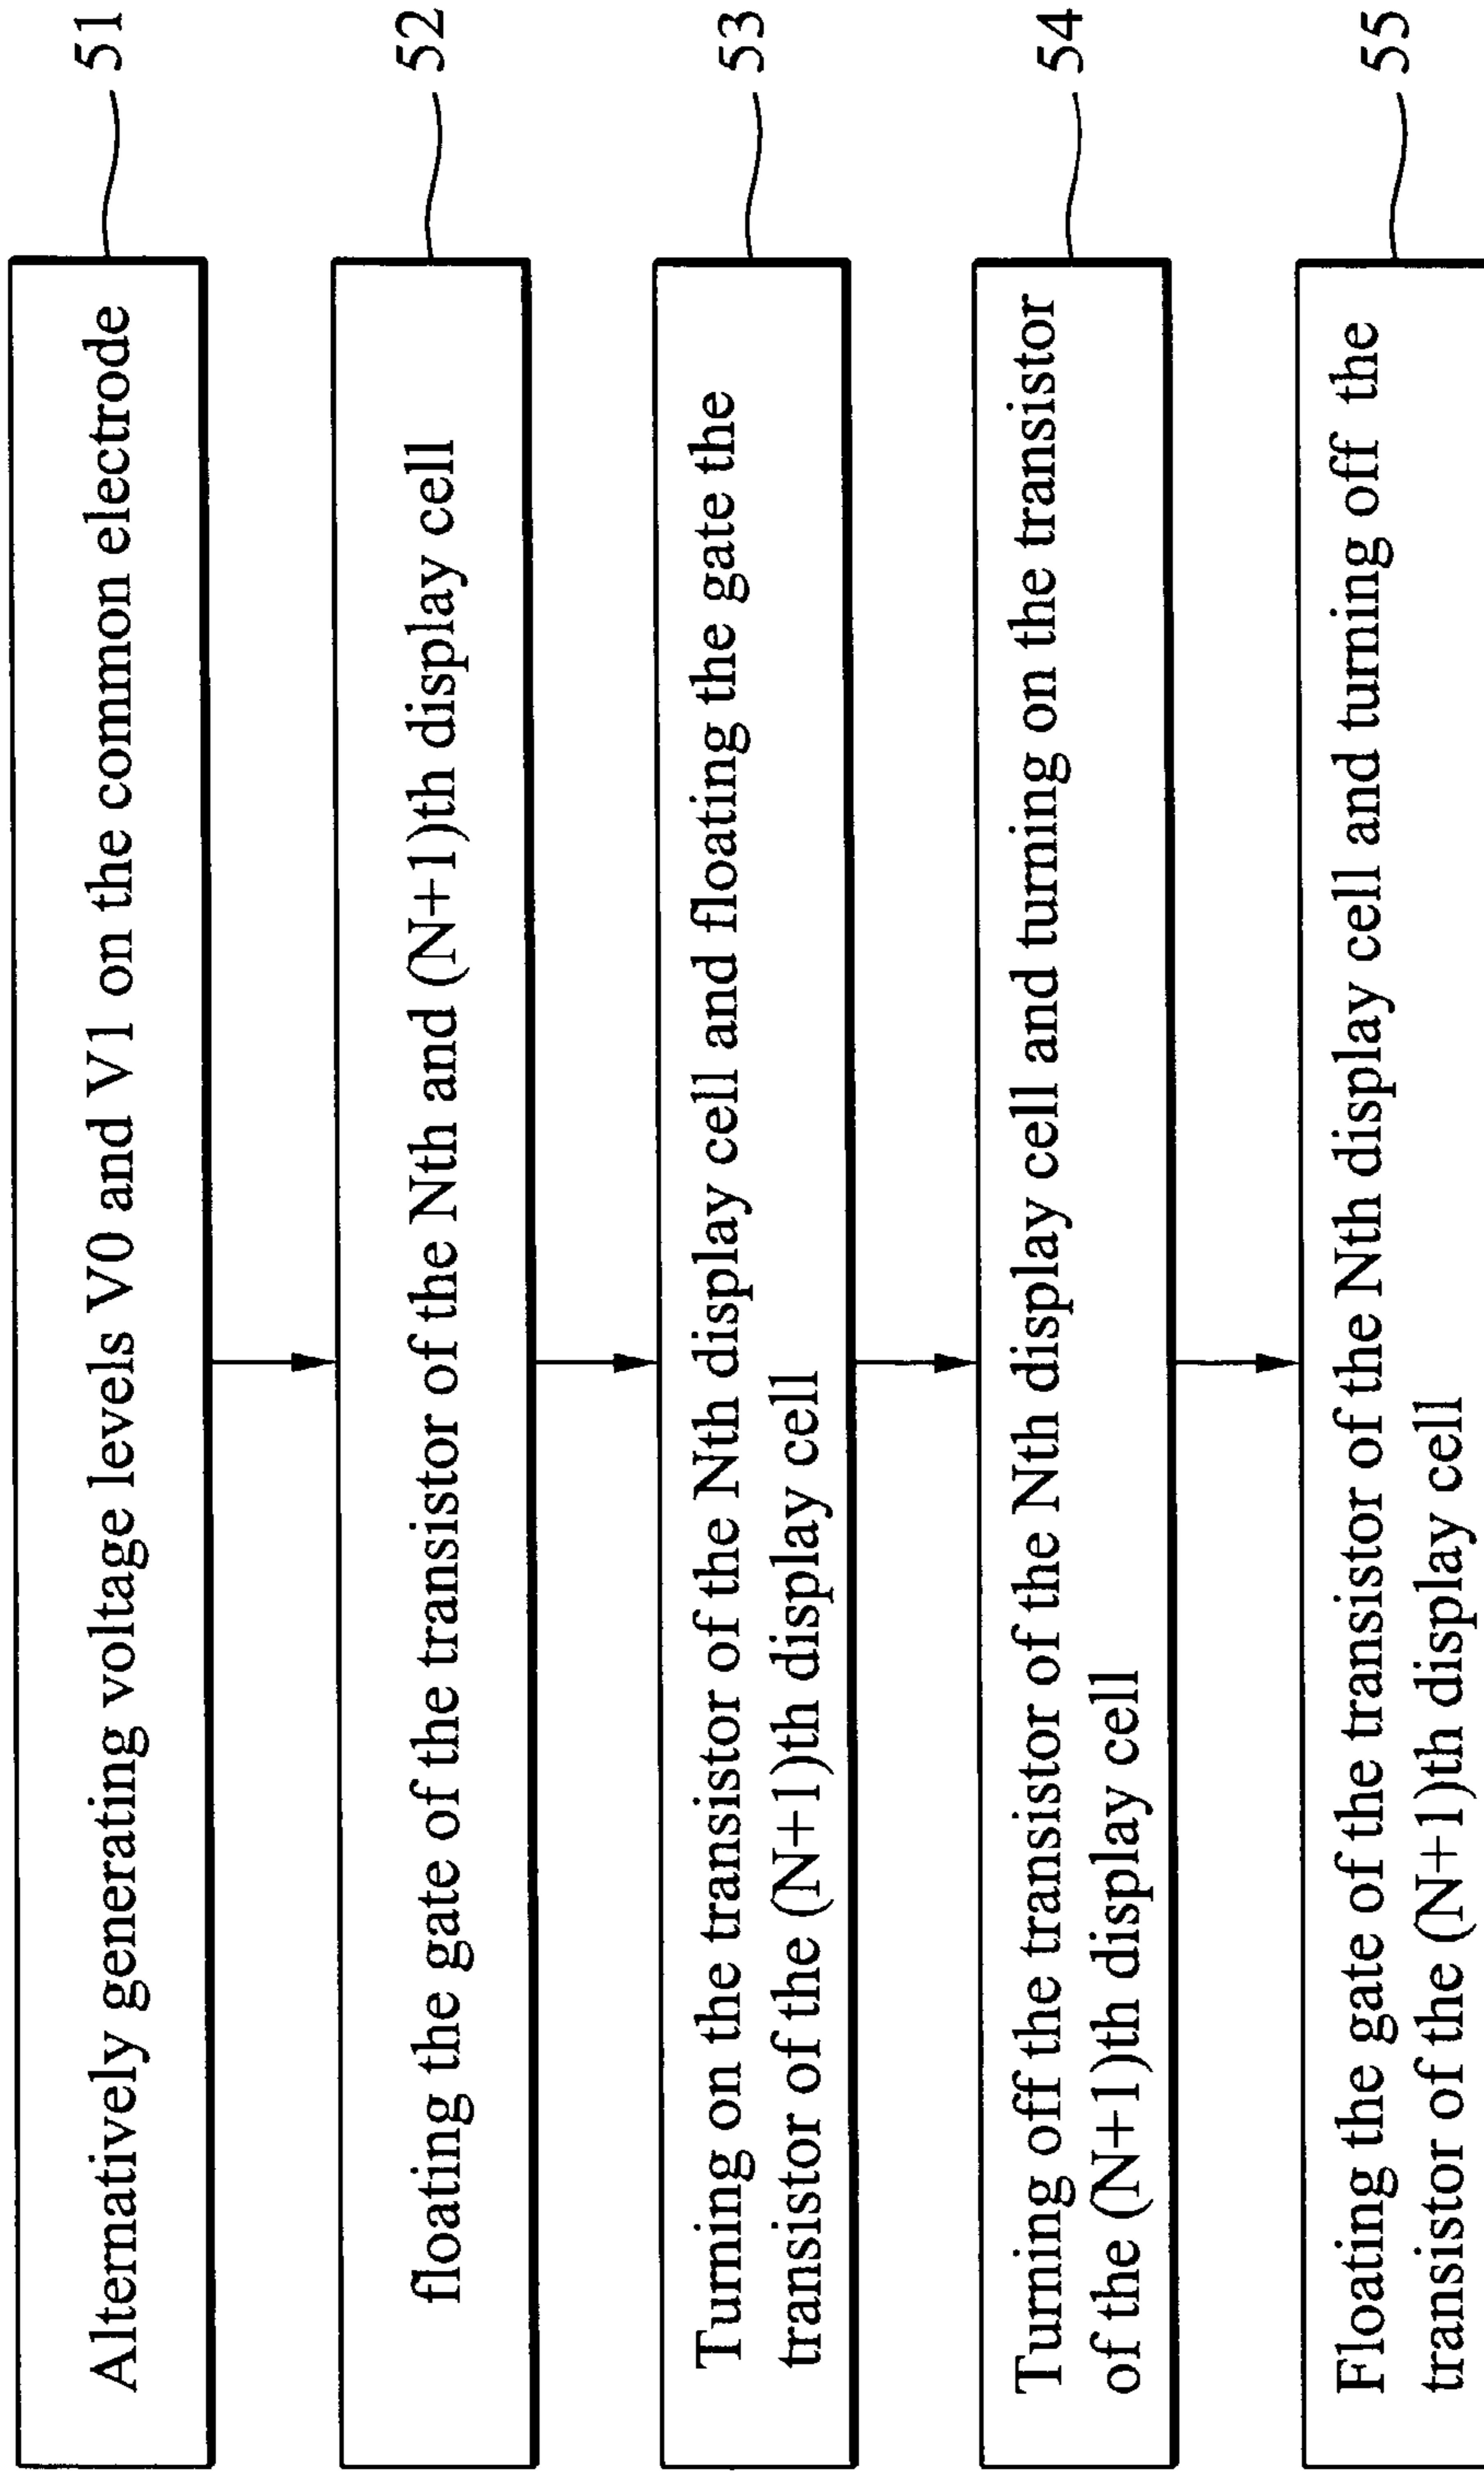 Alternatively generating voltage levels V0 and V1 on the common electrode
51
floating the gate of the transistor of the Nth and (N+1)th display cell
52
Turning on the transistor of the Nth display cell and floating the gate the
transistor of the (N+1)th display cell
53
Turning off the transistor of the Nth display cell and turning on the transistor
of the (N+1)th display cell
54
Floating the gate of the transistor of the Nth display cell and turning off the
transistor of the (N+1)th display cell
55